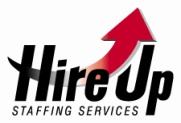 Hire Up
STAFFING SERVICES